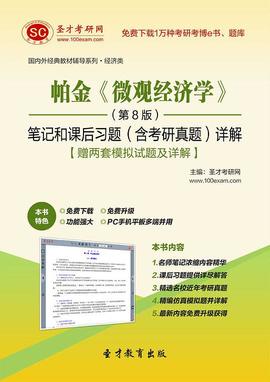 SC
圣才考研网
www.100exam.com
免费下载1万种考研考博e书、题库
国内外经典教材辅导系列·经济类
帕金《微观经济学》
(第8版)
笔记和课后习题(含考研真题)详解
【赠两套模拟试题及详解】
主编:圣才考研网
www.100exam.com
本书
特色
免费下载
免费升级
功能强大
PC手机平板多端并用
本书内容
1.名师笔记浓缩内容精华
2.课后习题提供详尽解答
3.精选名校近年考研真题
4.精编仿真模拟题并详解
5.最新内容免费升级获得
圣才教育出版